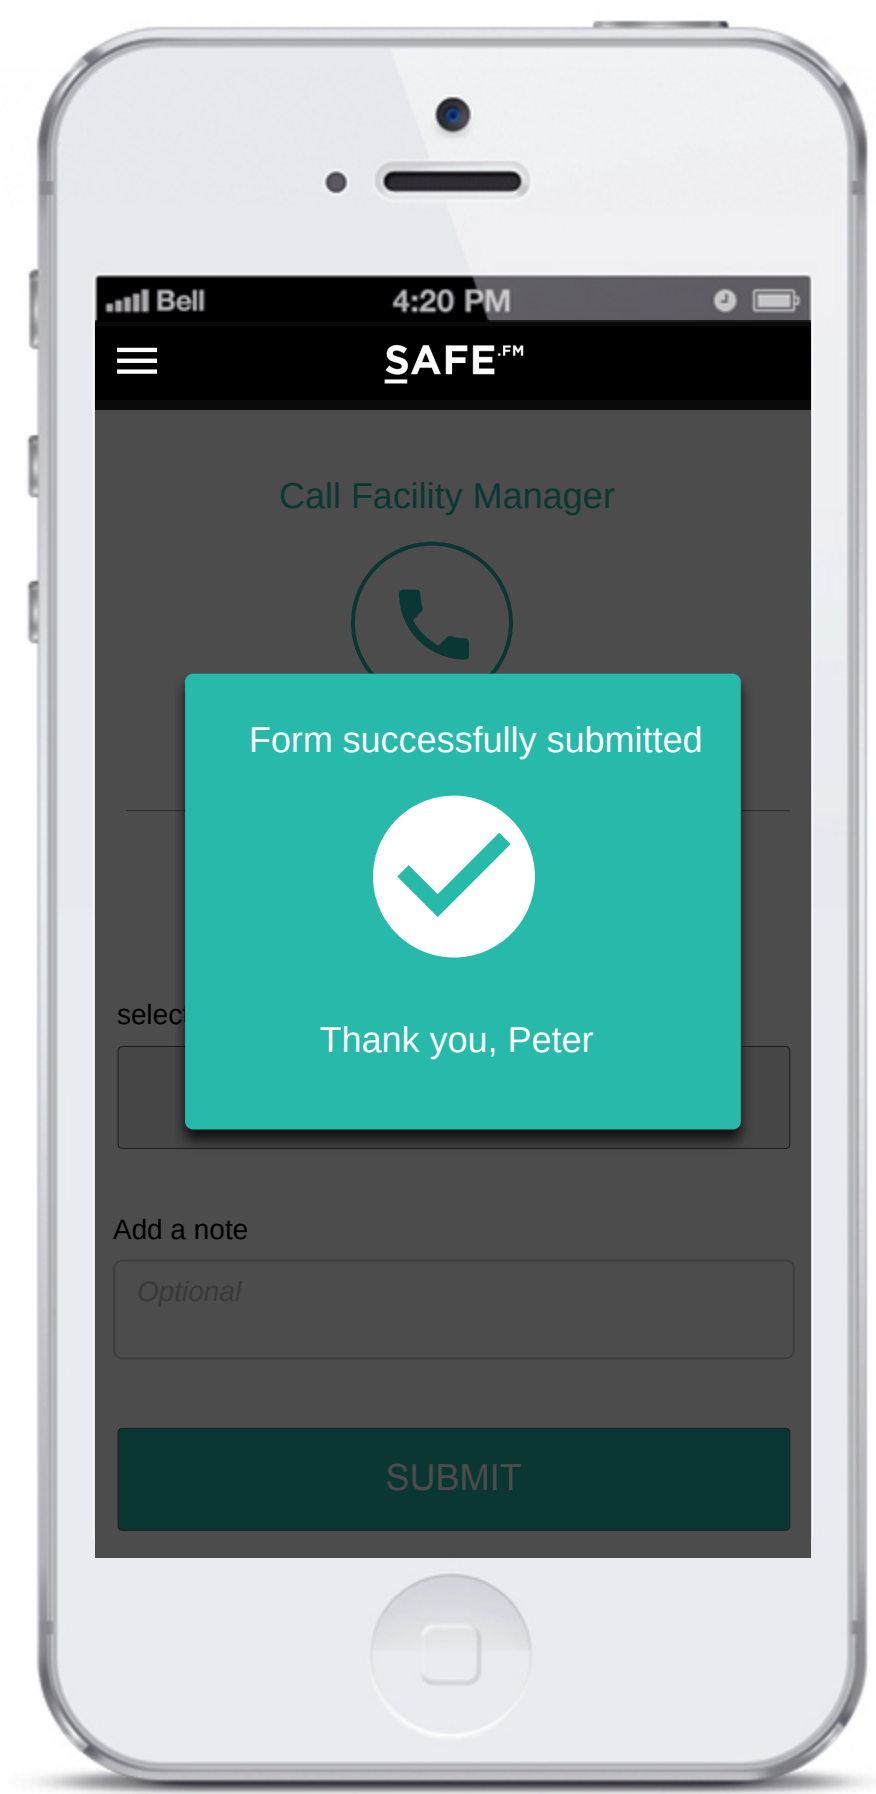 Bell 4:20 PM
SAFE.FM
Call Facility Manager
Form successfully submitted
Thank you, Peter
select
Add a note
Optional
SUBMIT